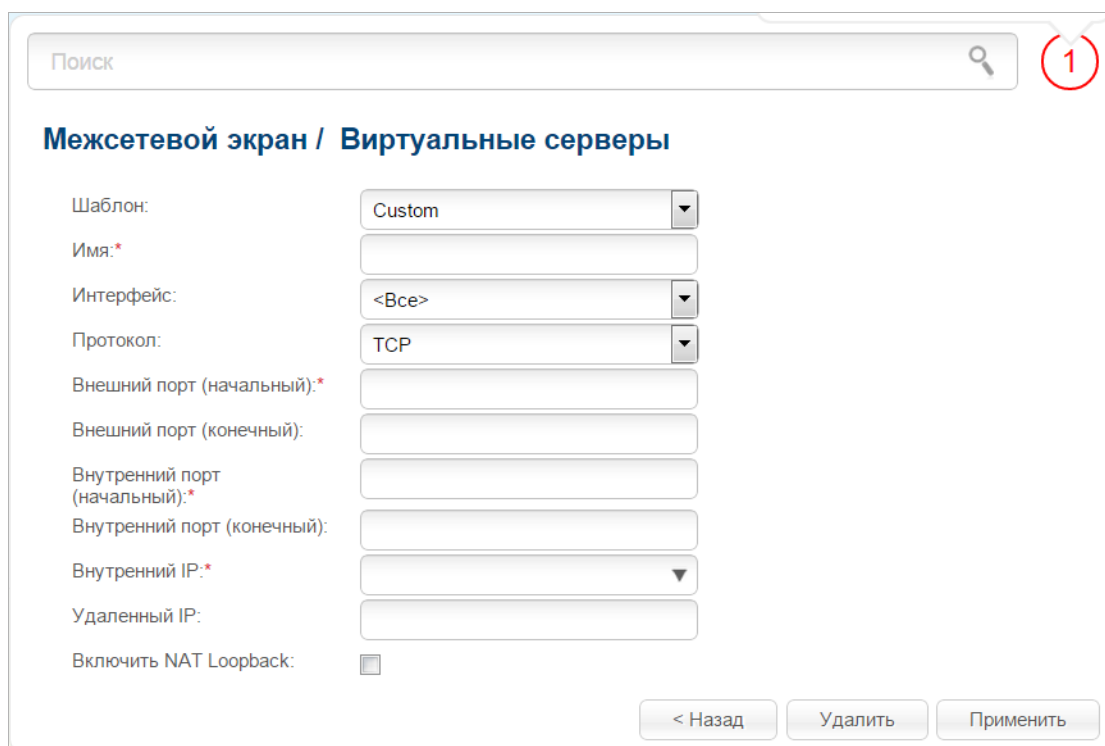 Поиск
1
Межсетевой экран / Виртуальные серверы
Шаблон:
Custom
Имя:*
Интерфейс:
<Все>
Протокол:
TCP
Внешний порт (начальный):*
Внешний порт (конечный):
Внутренний порт
(начальный):*
Внутренний порт (конечный):
Внутренний IP:*
Удаленный IP:
Включить NAT Loopback:
< Назад
Удалить
Применить